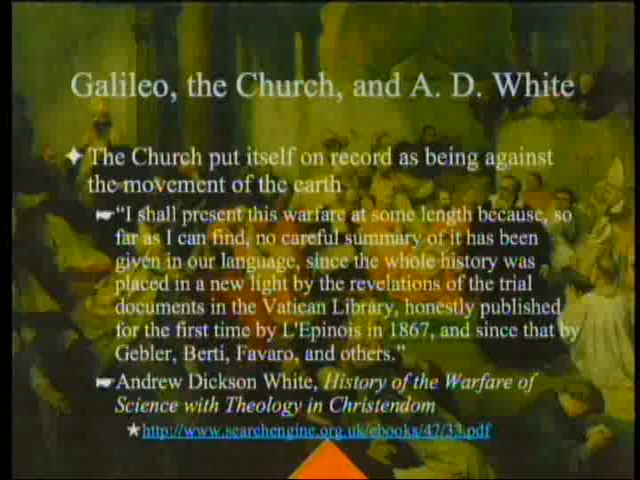 Galileo, the Church, and A. D. White
The Church put itself on record as being against
the movement of the earth
“I shall present this warfare at some length because, so
far as I can find, no careful summary of it has been
given in our language, since the whole history was
placed in a new light by the revelations of the trial
documents in the Vatican Library, honestly published
for the first time by L'Epinois in 1867, and since that by
Gebler, Berti, Favaro, and others.”
Andrew Dickson White, History of the Warfare of
Science with Theology in Christendom
http://www.searchengine.org.uk/ebooks/47/33.pdf